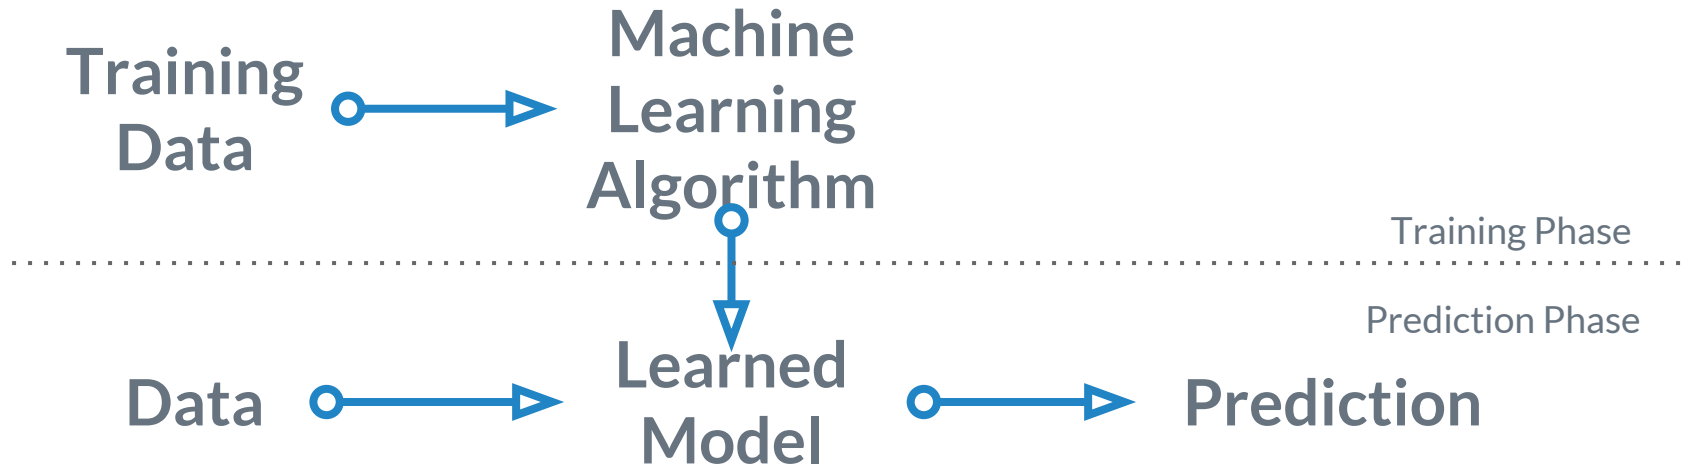 Training
Data
Machine
Learning
Algorithm
Training Phase
Prediction Phase
Data
Learned
Model
Prediction